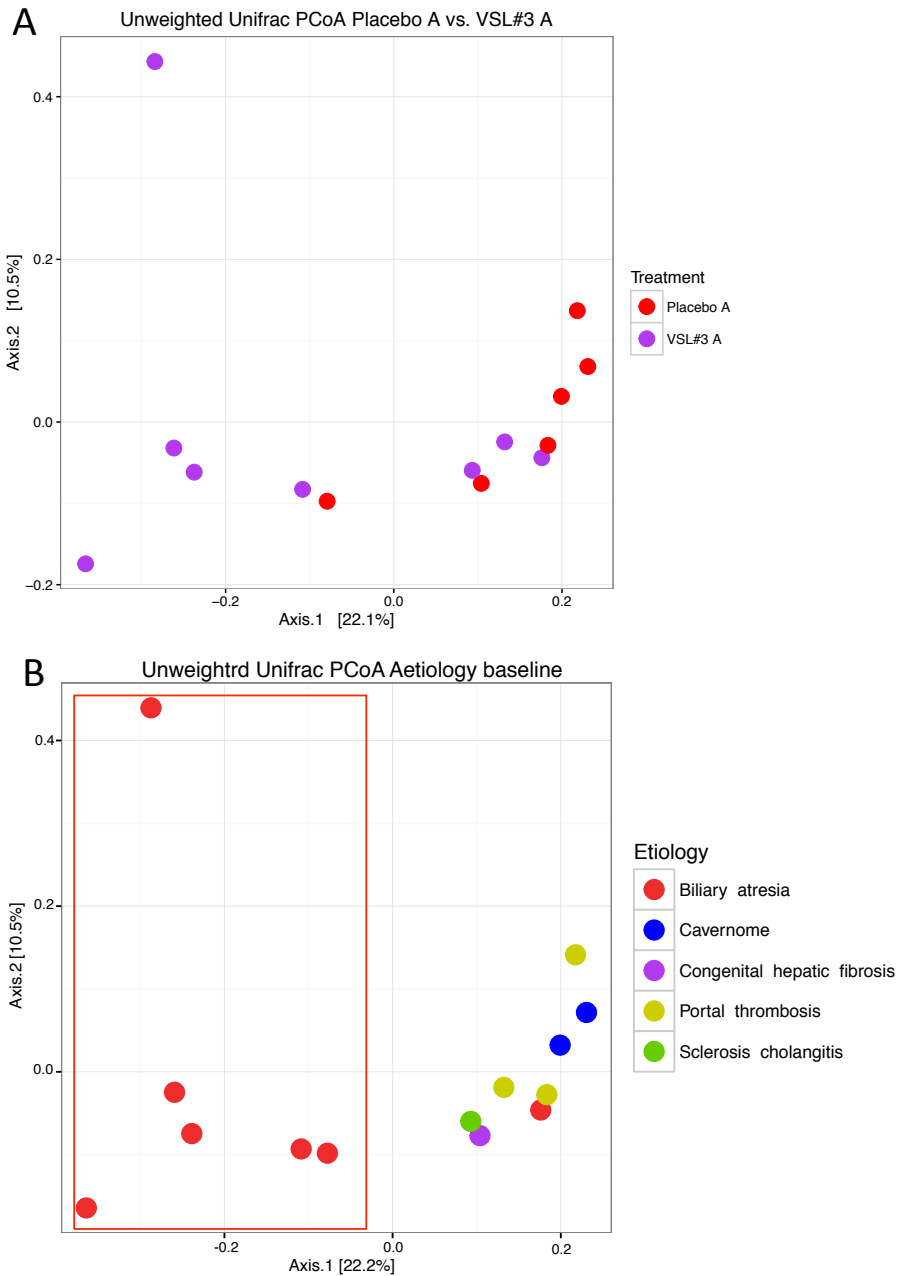 A
Unweighted Unifrac PCoA Placebo A vs. VSL#3 A
0.4
0.2
0.0
−0.2
Axis.2 [10.5%]
−0.2
0.0
0.2
Axis.1 [22.1%]
Treatment
Placebo A
VSL#3 A
B
Unweightrd Unifrac PCoA Aetiology baseline
0.4
0.2
0.0
Axis.2 [10.5%]
-0.2
0.0
0.2
Axis.1 [22.2%]
Etiology
Biliary atresia
Cavernome
Congenital hepatic fibrosis
Portal thrombosis
Sclerosis cholangitis